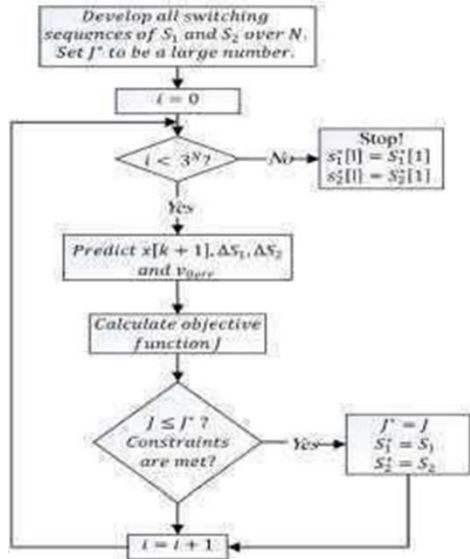 Develop all switching
sequences of S₁ and S₂ over N.
Set J* to be a large number.
i = 0
i < 3ᴺ?
No
Stop!
s₁*[1] = S₁*[1]
s₂*[1] = S₂*[1]
Yes
Predict x[k + 1], ΔS₁, ΔS₂
and v₀err
Calculate objective
function J
J ≤ J* ?
Constraints
are met?
Yes
J* = J
S₁* = S₁
S₂* = S₂
i = i + 1